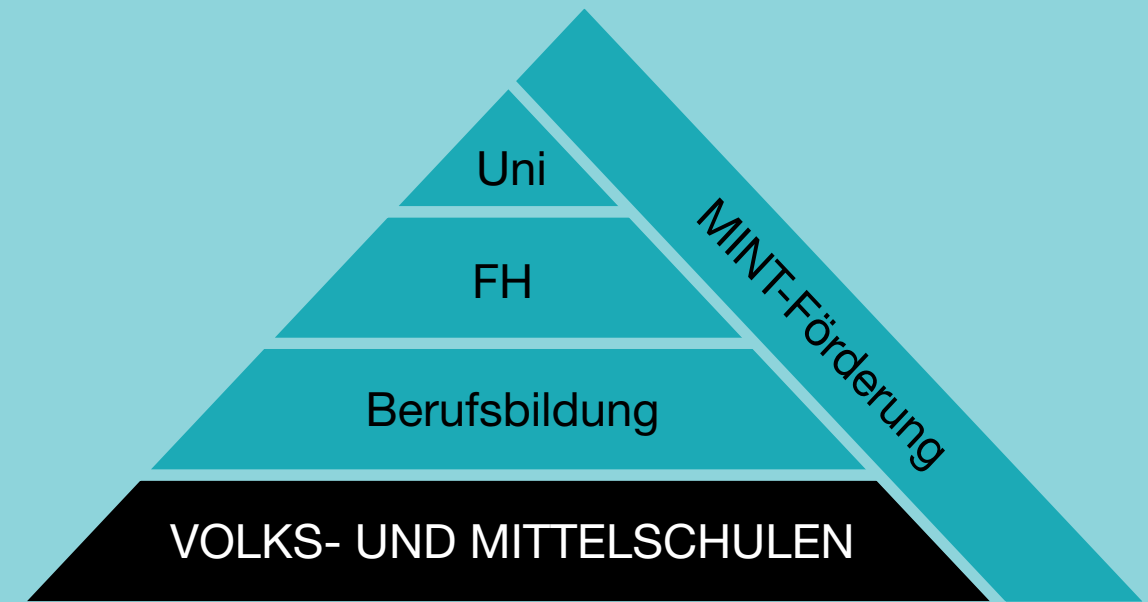 Uni
FH
Berufsbildung
VOLKS- UND MITTELSCHULEN
MINT-Förderung